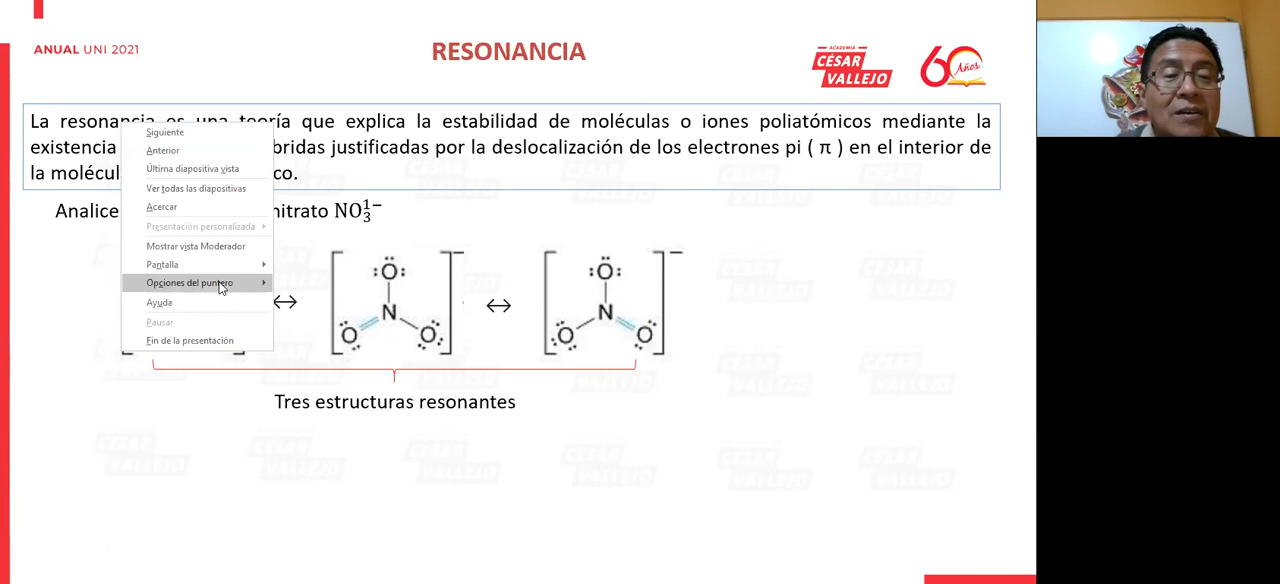 ANUAL UNI 2021
RESONANCIA
ACADEMIA
CÉSAR
VALLEJO
60 Años
La resonancia es una teoría que explica la estabilidad de moléculas o iones poliatómicos mediante la
existencia bridas justificadas por la deslocalización de los electrones pi ( π ) en el interior de
la molécul co.
Analice nitrato NO₃¹⁻
Siguiente
Anterior
Última diapositiva vista
Ver todas las diapositivas
Acercar
Presentación personalizada
Mostrar vista Moderador
Pantalla
Opciones del puntero
Ayuda
Pausar
Fin de la presentación
O
N
O O
↔
O
N
O O
↔
Tres estructuras resonantes